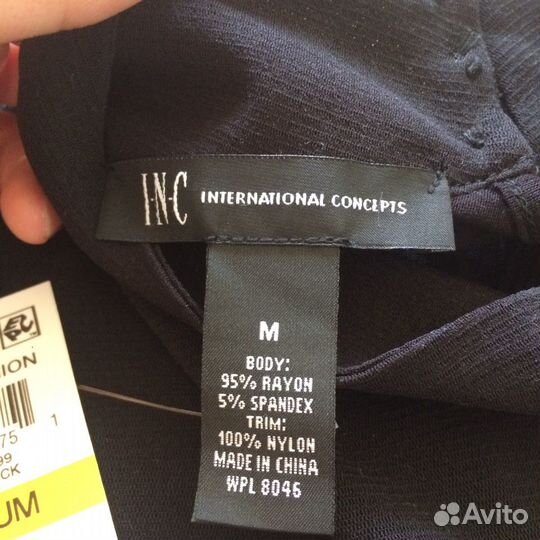 I·N·C INTERNATIONAL CONCEPTS
M
BODY:
95% RAYON
5% SPANDEX
TRIM:
100% NYLON
MADE IN CHINA
WPL 8046
ION
75 1
99
CK
UM
Avito